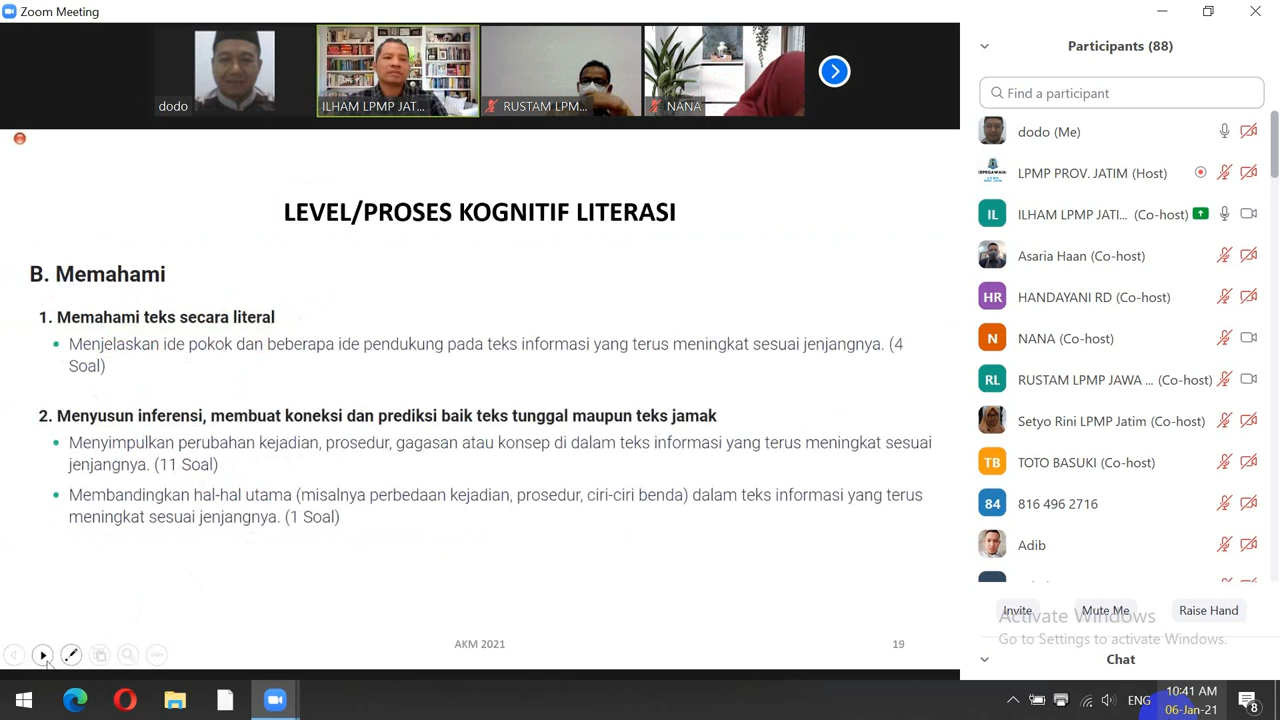 Zoom Meeting
dodo
ILHAM LPMP JAT...
RUSTAM LPM...
NANA
LEVEL/PROSES KOGNITIF LITERASI
B. Memahami
1. Memahami teks secara literal
• Menjelaskan ide pokok dan beberapa ide pendukung pada teks informasi yang terus meningkat sesuai jenjangnya. (4
Soal)
2. Menyusun inferensi, membuat koneksi dan prediksi baik teks tunggal maupun teks jamak
• Menyimpulkan perubahan kejadian, prosedur, gagasan atau konsep di dalam teks informasi yang terus meningkat sesuai
jenjangnya. (11 Soal)
• Membandingkan hal-hal utama (misalnya perbedaan kejadian, prosedur, ciri-ciri benda) dalam teks informasi yang terus
meningkat sesuai jenjangnya. (1 Soal)
AKM 2021
19
Participants (88)
Find a participant
dodo (Me)
LPMP PROV. JATIM (Host)
IL ILHAM LPMP JATI... (Co-host)
Asaria Haan (Co-host)
HR HANDAYANI RD (Co-host)
N NANA (Co-host)
RL RUSTAM LPMP JAWA ... (Co-host)
Setyo Rini LPMP Jatim (Co-host)
TB TOTO BASUKI (Co-host)
84 816 496 2716
Adib
Invite
Mute Me
Raise Hand
Activate Windows
Go to Settings to activate Windows.
Chat
ENG
10:41 AM
06-Jan-21
8